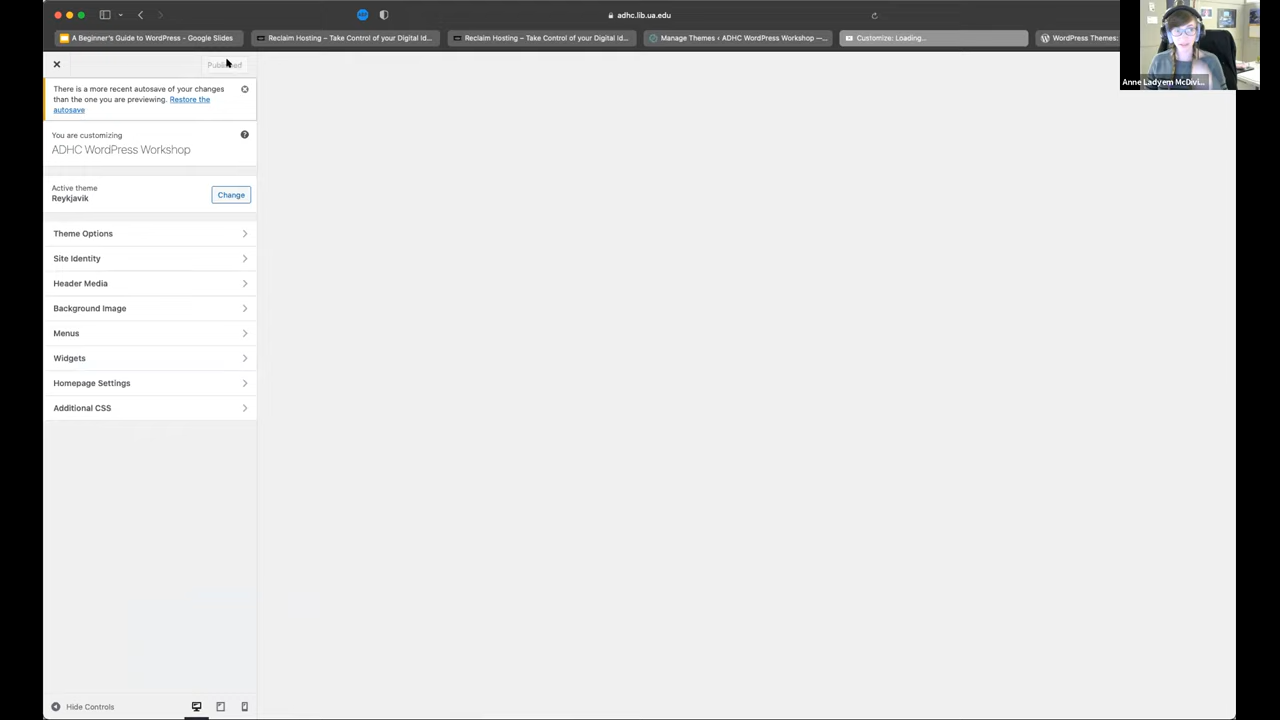 adhc.lib.ua.edu
A Beginner's Guide to WordPress – Google Slides
Reclaim Hosting – Take Control of your Digital Id...
Reclaim Hosting – Take Control of your Digital Id...
Manage Themes ‹ ADHC WordPress Workshop —...
Customize: Loading...
WordPress Themes:
Anne Ladyem McDivi...
Published
There is a more recent autosave of your changes
than the one you are previewing. Restore the
autosave
You are customizing
ADHC WordPress Workshop
Active theme
Reykjavik
Change
Theme Options
Site Identity
Header Media
Background Image
Menus
Widgets
Homepage Settings
Additional CSS
Hide Controls